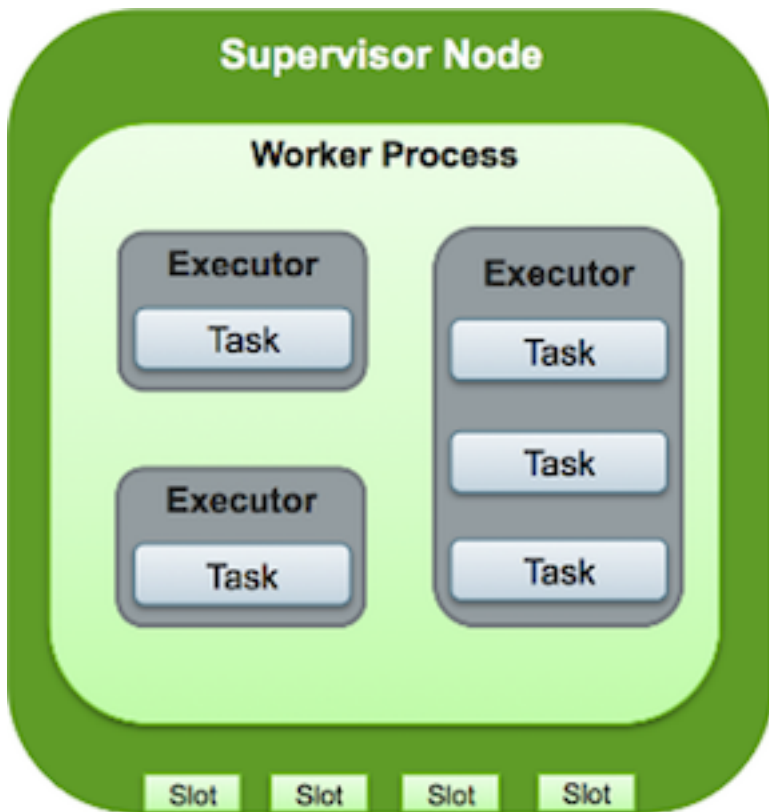 Supervisor Node
Worker Process
Executor
Task
Executor
Task
Executor
Task
Task
Task
Slot
Slot
Slot
Slot